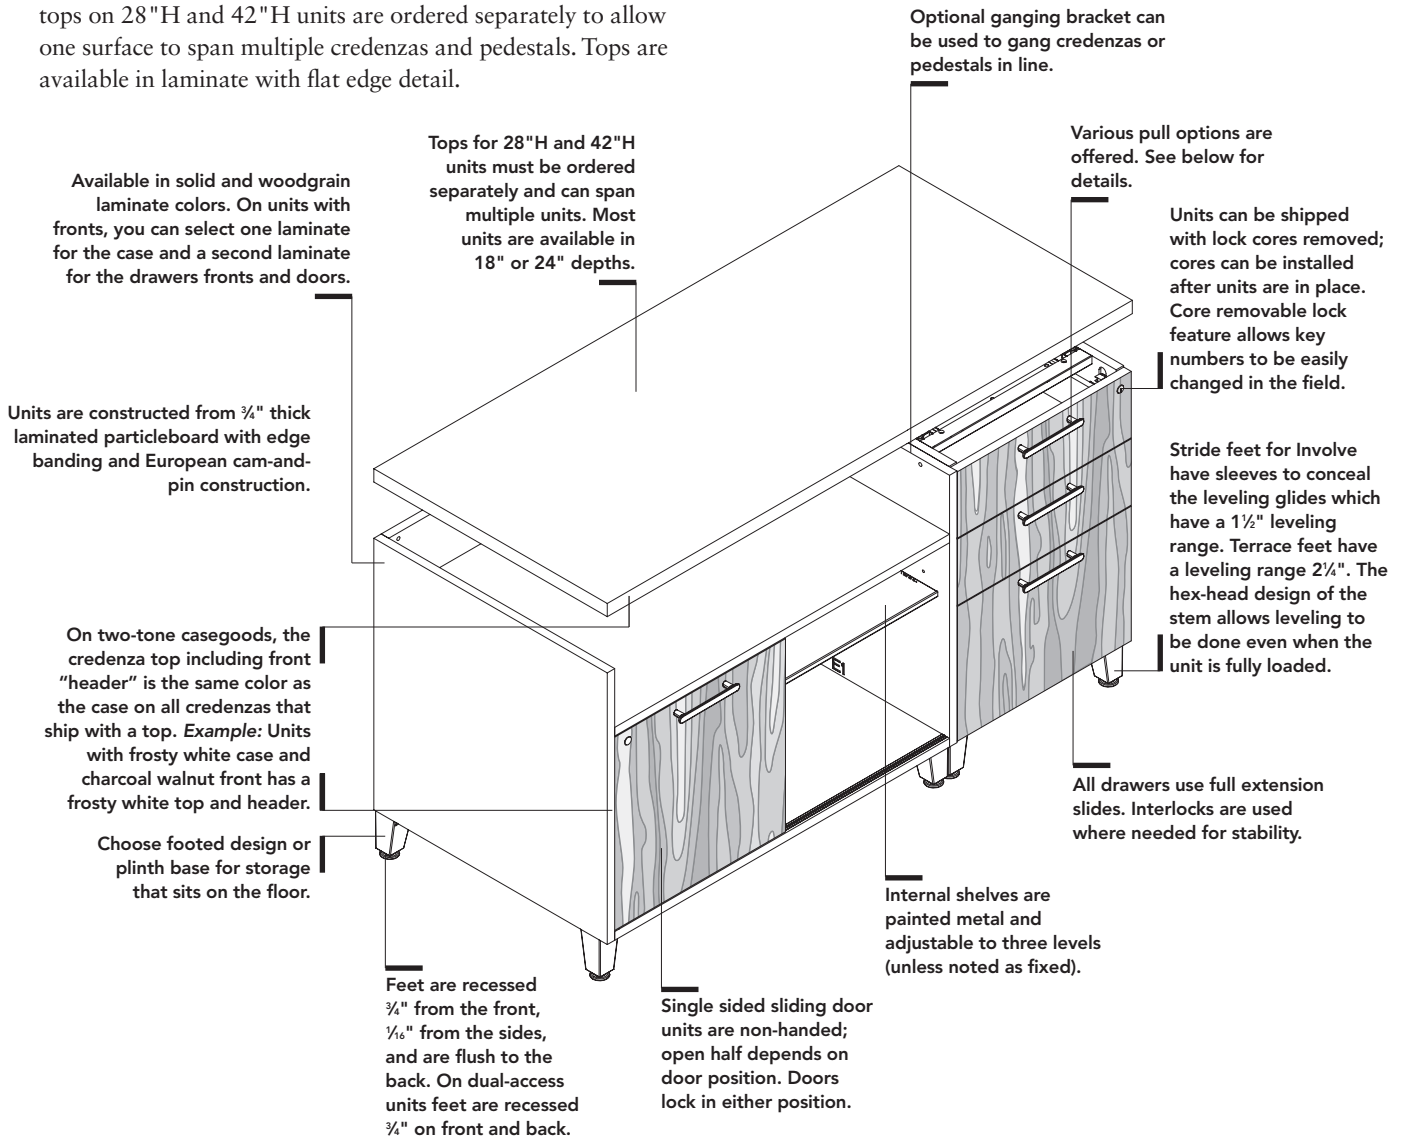 tops on 28"H and 42"H units are ordered separately to allow
one surface to span multiple credenzas and pedestals. Tops are
available in laminate with flat edge detail.
Optional ganging bracket can
be used to gang credenzas or
pedestals in line.
Tops for 28"H and 42"H
units must be ordered
separately and can span
multiple units. Most
units are available in
18" or 24" depths.
Various pull options are
offered. See below for
details.
Available in solid and woodgrain
laminate colors. On units with
fronts, you can select one laminate
for the case and a second laminate
for the drawers fronts and doors.
Units can be shipped
with lock cores removed;
cores can be installed
after units are in place.
Core removable lock
feature allows key
numbers to be easily
changed in the field.
Units are constructed from ¾" thick
laminated particleboard with edge
banding and European cam-and-
pin construction.
Stride feet for Involve
have sleeves to conceal
the leveling glides which
have a 1½" leveling
range. Terrace feet have
a leveling range 2¼". The
hex-head design of the
stem allows leveling to
be done even when the
unit is fully loaded.
On two-tone casegoods, the
credenza top including front
“header” is the same color as
the case on all credenzas that
ship with a top. Example: Units
with frosty white case and
charcoal walnut front has a
frosty white top and header.
Choose footed design or
plinth base for storage
that sits on the floor.
All drawers use full extension
slides. Interlocks are used
where needed for stability.
Internal shelves are
painted metal and
adjustable to three levels
(unless noted as fixed).
Feet are recessed
¾" from the front,
1⁄16" from the sides,
and are flush to the
back. On dual-access
units feet are recessed
¾" on front and back.
Single sided sliding door
units are non-handed;
open half depends on
door position. Doors
lock in either position.